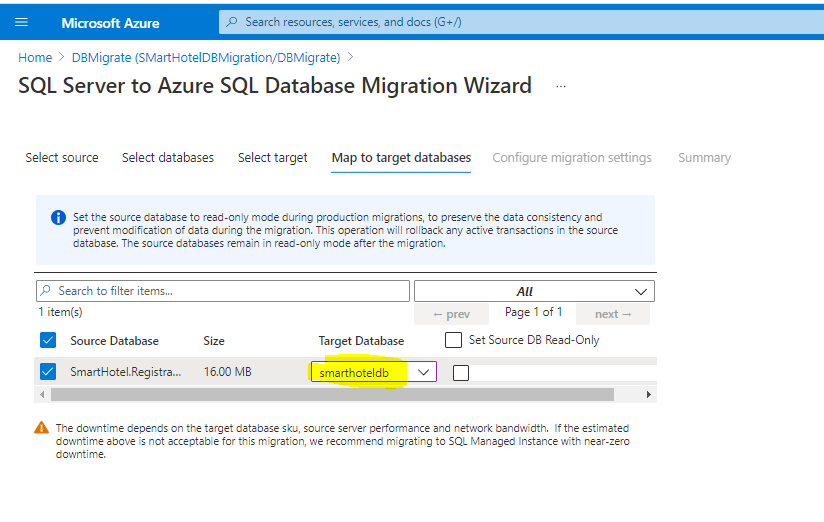 Microsoft Azure
Search resources, services, and docs (G+/)
Home > DBMigrate (SMartHotelDBMigration/DBMigrate) >
SQL Server to Azure SQL Database Migration Wizard ...
Select source Select databases Select target Map to target databases Configure migration settings Summary
Set the source database to read-only mode during production migrations, to preserve the data consistency and
prevent modification of data during the migration. This operation will rollback any active transactions in the source
database. The source databases remain in read-only mode after the migration.
Search to filter items... All
1 item(s) ← prev Page 1 of 1 next →
Source Database Size Target Database Set Source DB Read-Only
SmartHotel.Registra... 16.00 MB smarthoteldb
The downtime depends on the target database sku, source server performance and network bandwidth. If the estimated
downtime above is not acceptable for this migration, we recommend migrating to SQL Managed Instance with near-zero
downtime.